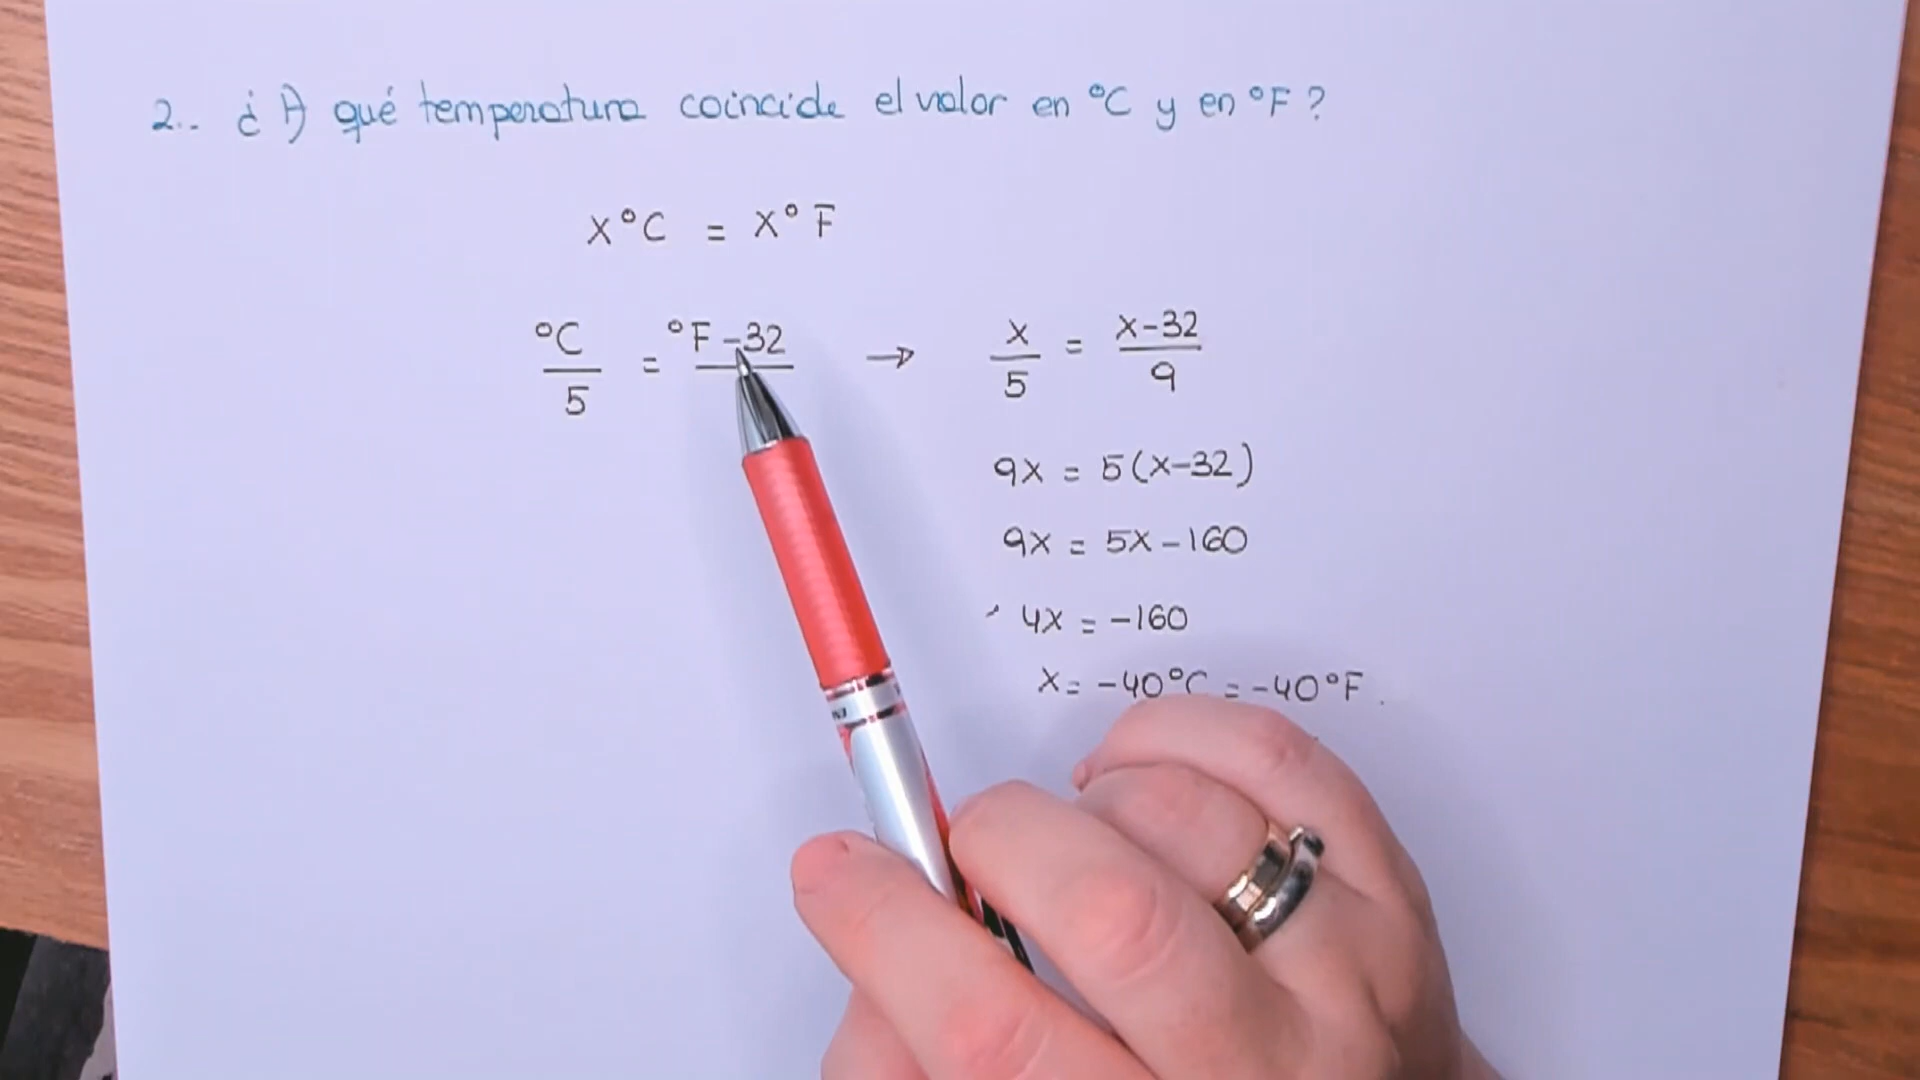 2.- ¿A qué temperatura coincide el valor en °C y en °F?
x°C = x°F
°C/5 = °F-32/ → x/5 = x-32/9
9x = 5(x-32)
9x = 5x-160
4x = -160
x = -40°C = -40°F.